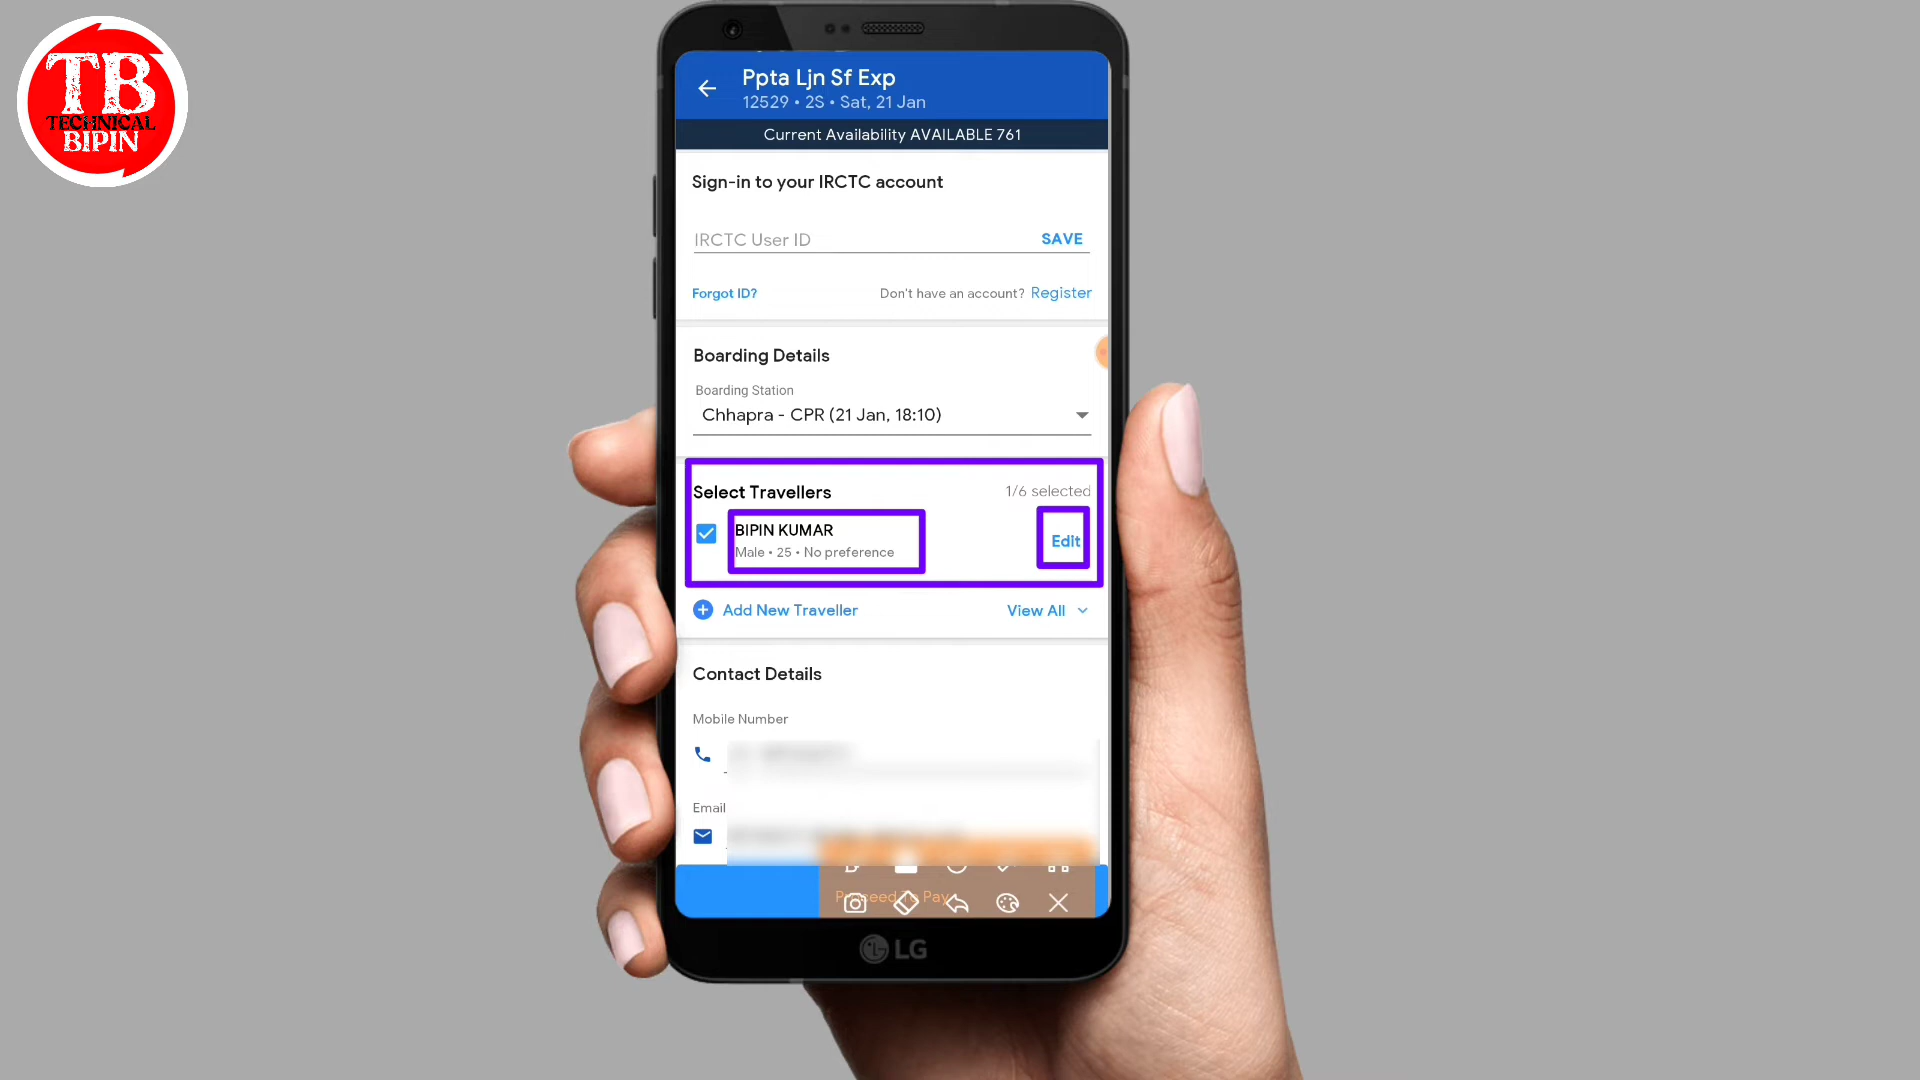 TB
TECHNICAL
BIPIN
Ppta Ljn Sf Exp
12529 • 2S • Sat, 21 Jan
Current Availability AVAILABLE 761
Sign-in to your IRCTC account
IRCTC User ID SAVE
Forgot ID? Don't have an account? Register
Boarding Details
Boarding Station
Chhapra - CPR (21 Jan, 18:10)
Select Travellers 1/6 selected
BIPIN KUMAR
Male • 25 • No preference
Edit
Add New Traveller View All
Contact Details
Mobile Number
Email
Proceed To Pay
LG